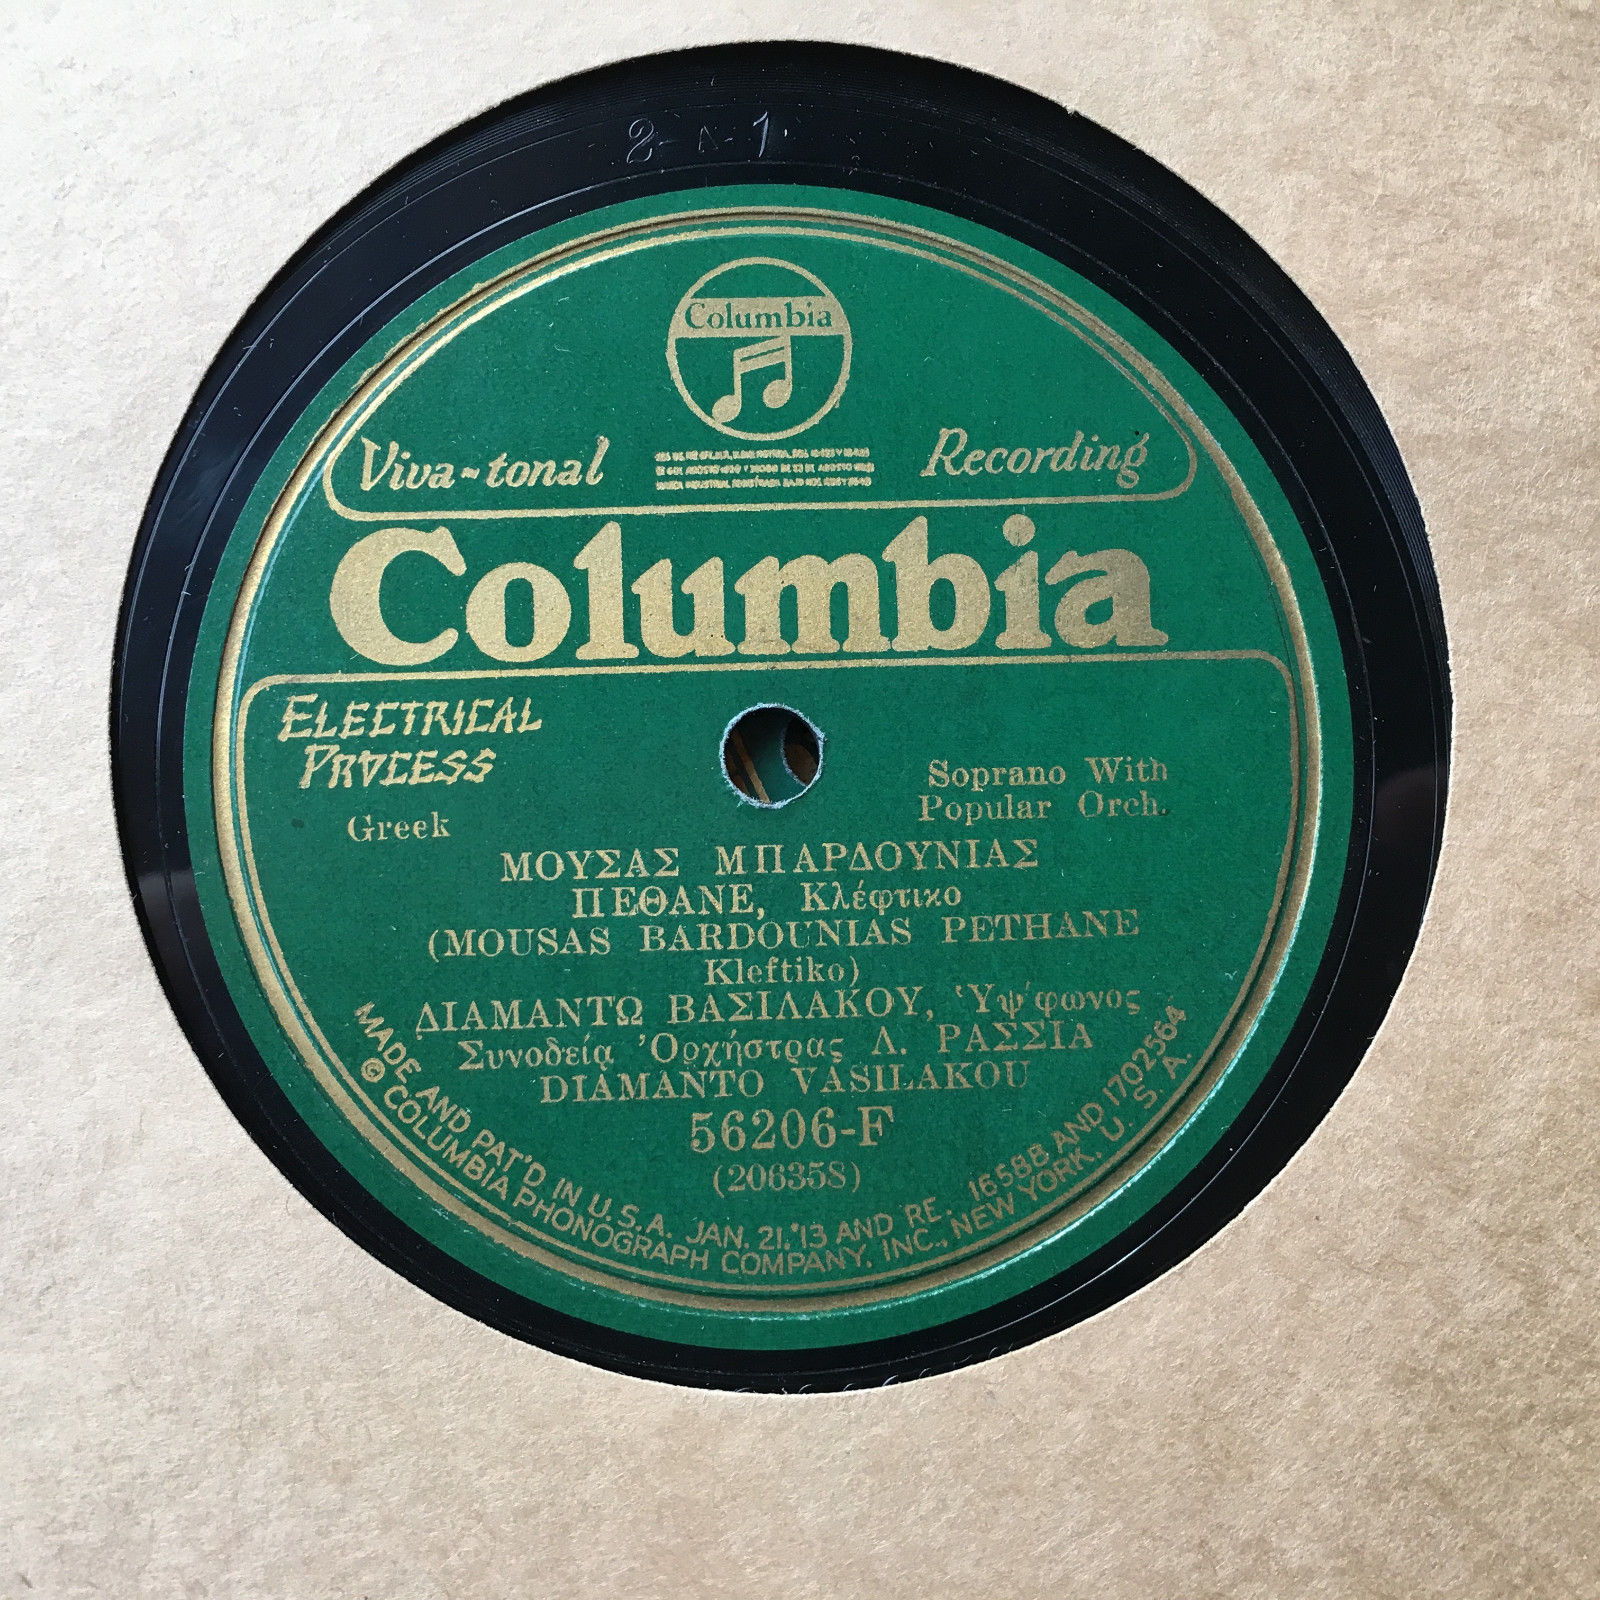 2-A-1
Columbia
Viva-tonal Recording
Columbia
ELECTRICAL
PROCESS
Greek
Soprano With
Popular Orch.
ΜΟΥΣΑΣ ΜΠΑΡΔΟΥΝΙΑΣ
ΠΕΘΑΝΕ, Κλέφτικο
(MOUSAS BARDOUNIAS PETHANE
Kleftiko)
ΔΙΑΜΑΝΤΩ ΒΑΣΙΛΑΚΟΥ, Ὑψ'φωνος
Συνοδεία Ὀρχήστρας Λ. ΡΑΣΣΙΑ
DIAMANTO VASILAKOU
56206-F
(206358)
MADE AND PAT'D IN U.S.A. JAN. 21, '13 AND RE. 16588 AND 1702564
© COLUMBIA PHONOGRAPH COMPANY, INC., NEW YORK, U. S. A.